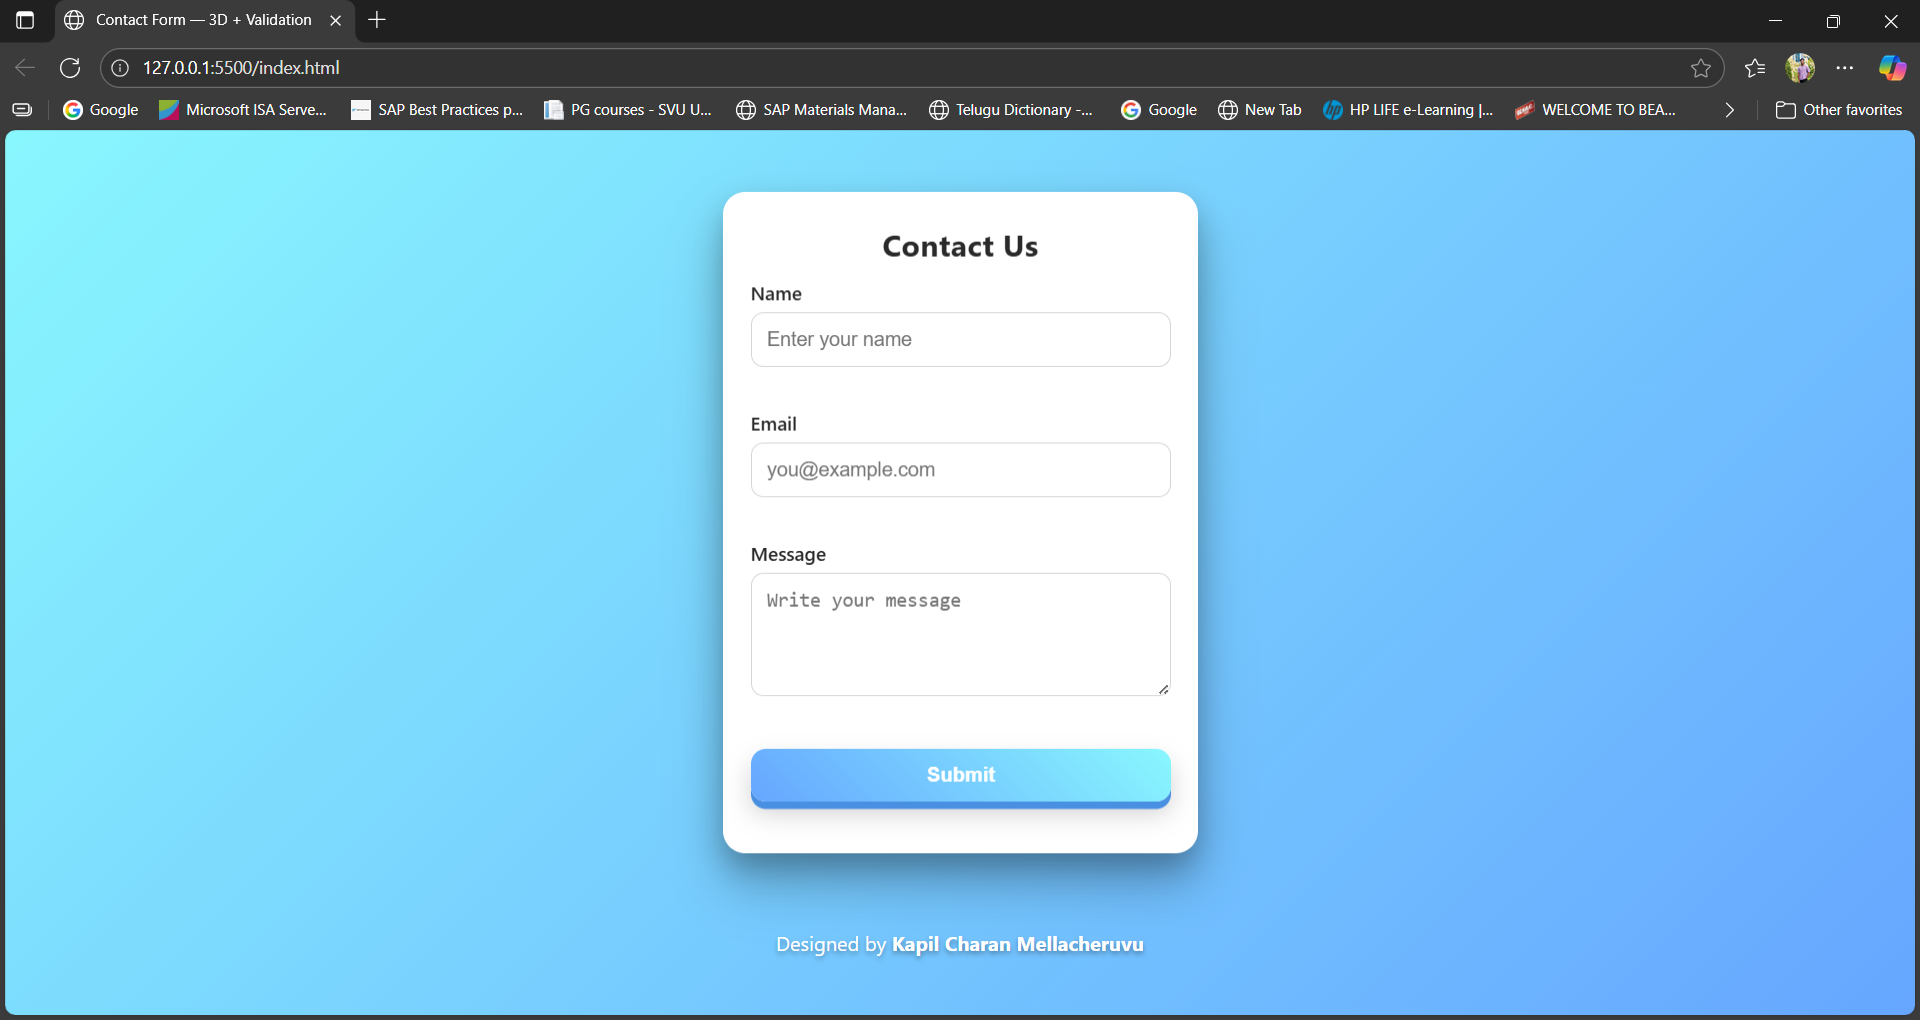 Contact Form — 3D + Validation
127.0.0.1:5500/index.html
Google
Microsoft ISA Serve...
SAP Best Practices p...
PG courses - SVU U...
SAP Materials Mana...
Telugu Dictionary -...
Google
New Tab
HP LIFE e-Learning |...
WELCOME TO BEA...
Other favorites
Contact Us
Name
Enter your name
Email
you@example.com
Message
Write your message
Submit
Designed by Kapil Charan Mellacheruvu